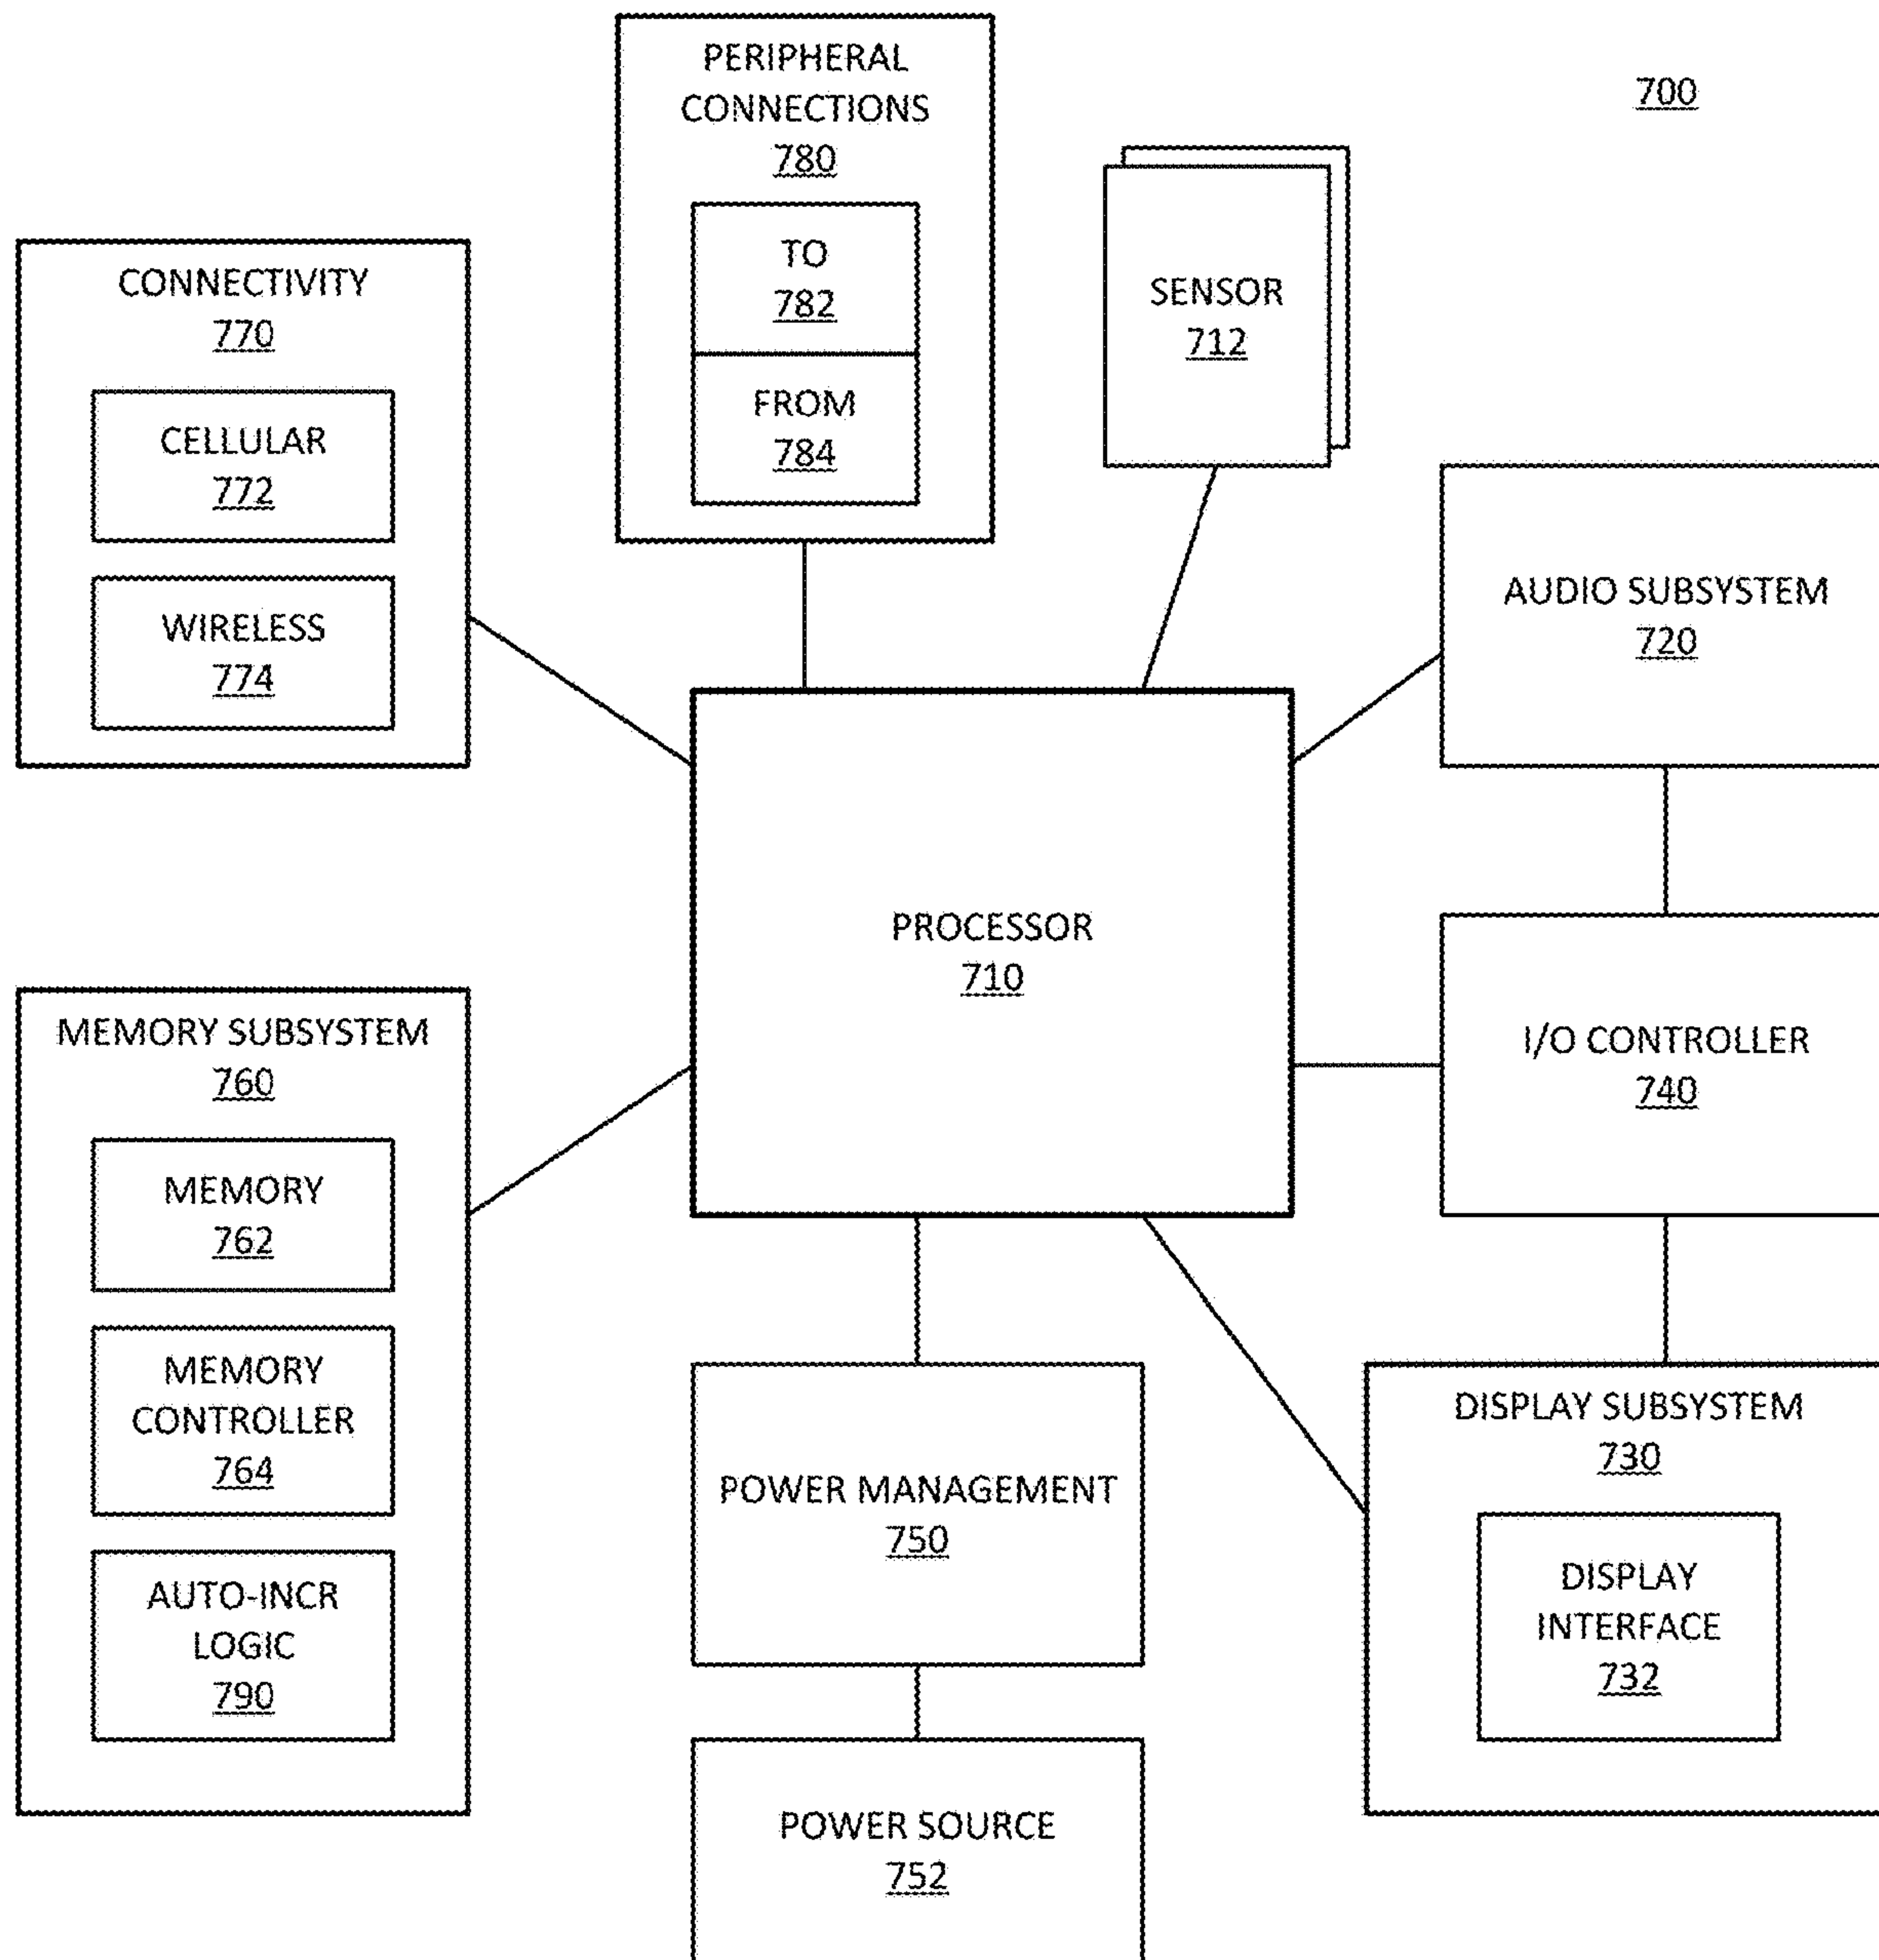 PERIPHERAL
CONNECTIONS
780
TO
782
FROM
784
700
SENSOR
712
CONNECTIVITY
770
CELLULAR
772
WIRELESS
774
AUDIO SUBSYSTEM
720
PROCESSOR
710
I/O CONTROLLER
740
MEMORY SUBSYSTEM
760
MEMORY
762
MEMORY
CONTROLLER
764
AUTO-INCR
LOGIC
790
POWER MANAGEMENT
750
DISPLAY SUBSYSTEM
730
DISPLAY
INTERFACE
732
POWER SOURCE
752